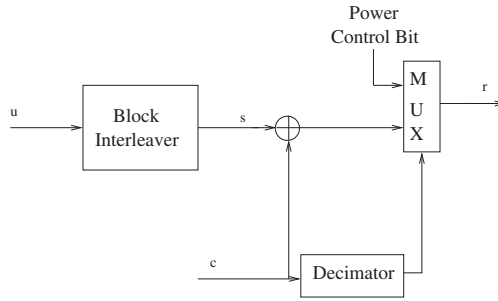 Power
Control Bit
M
U
X
r
u
Block
Interleaver
s
c
Decimator